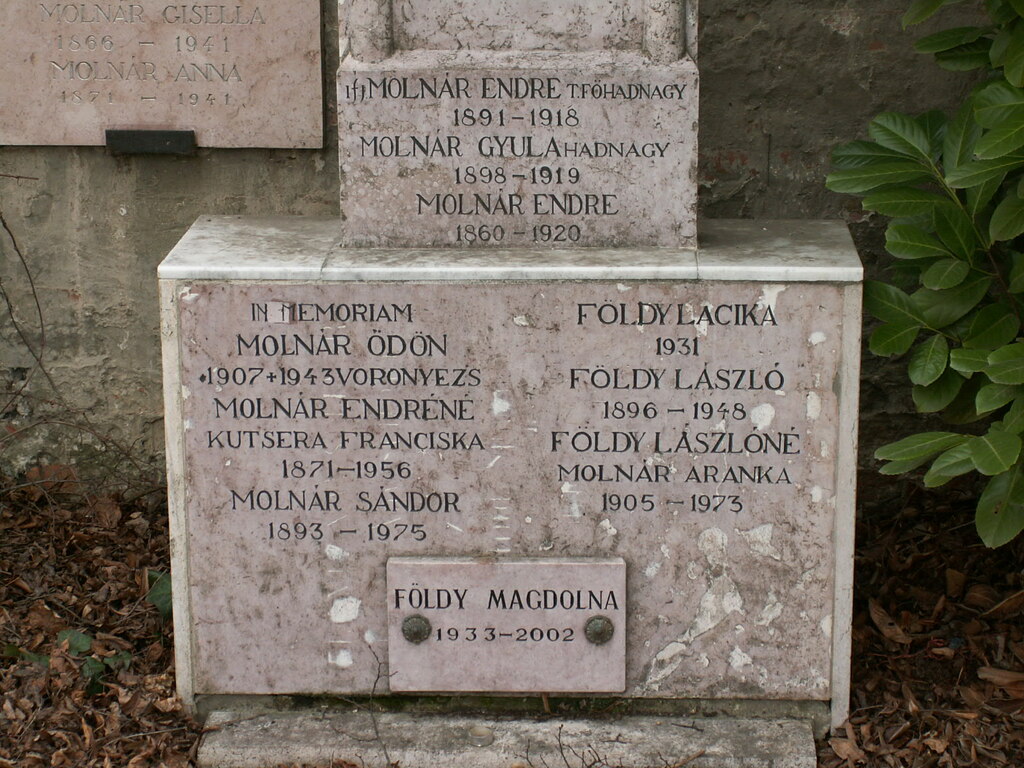 MOLNÁR GISELLA
1866 – 1941
MOLNÁR ANNA
1871 – 1941
ifj MOLNÁR ENDRE T. FŐHADNAGY
1891–1918
MOLNÁR GYULA HADNAGY
1898–1919
MOLNÁR ENDRE
1860–1920
IN MEMORIAM
MOLNÁR ÖDÖN
*1907+1943 VORONYEZS
MOLNÁR ENDRÉNÉ
KUTSERA FRANCISKA
1871–1956
MOLNÁR SÁNDOR
1893 – 1975
FÖLDY LACIKA
1931
FÖLDY LÁSZLÓ
1896 – 1948
FÖLDY LÁSZLÓNÉ
MOLNÁR ARANKA
1905 – 1973
FÖLDY MAGDOLNA
1933–2002